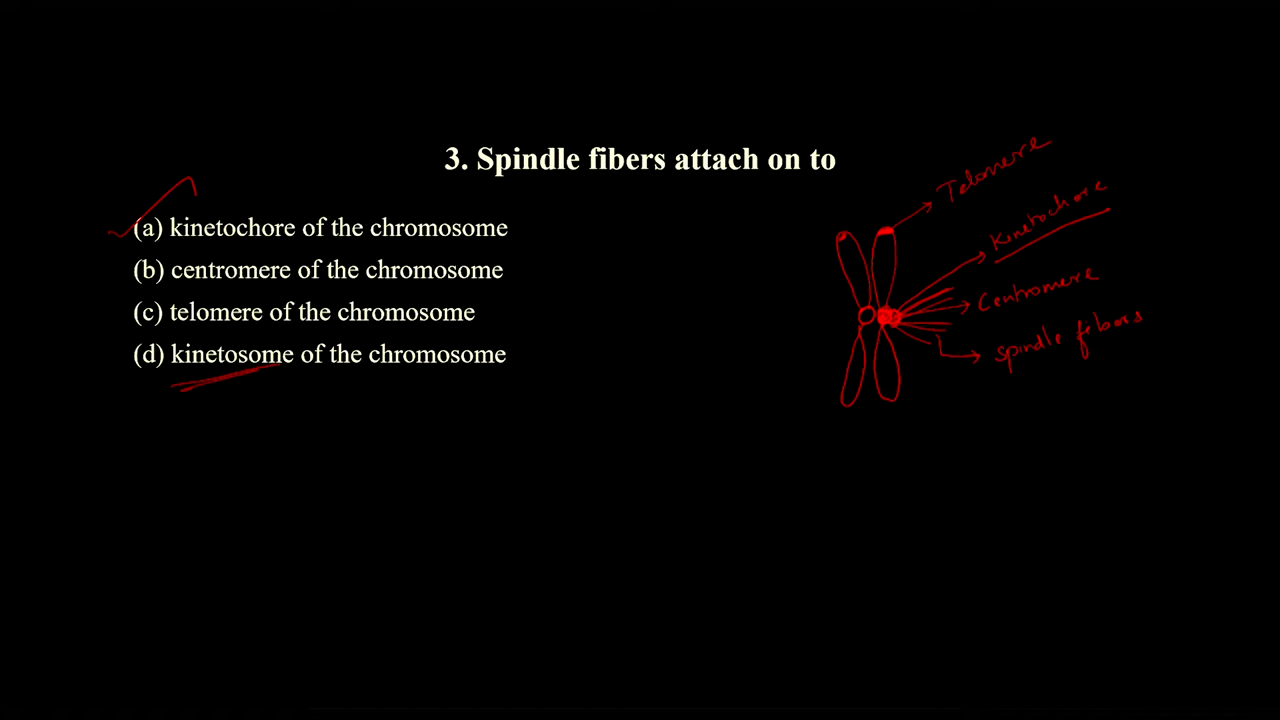 3. Spindle fibers attach on to
(a) kinetochore of the chromosome
(b) centromere of the chromosome
(c) telomere of the chromosome
(d) kinetosome of the chromosome
Telomere
Kinetochore
Centromere
Spindle fibers